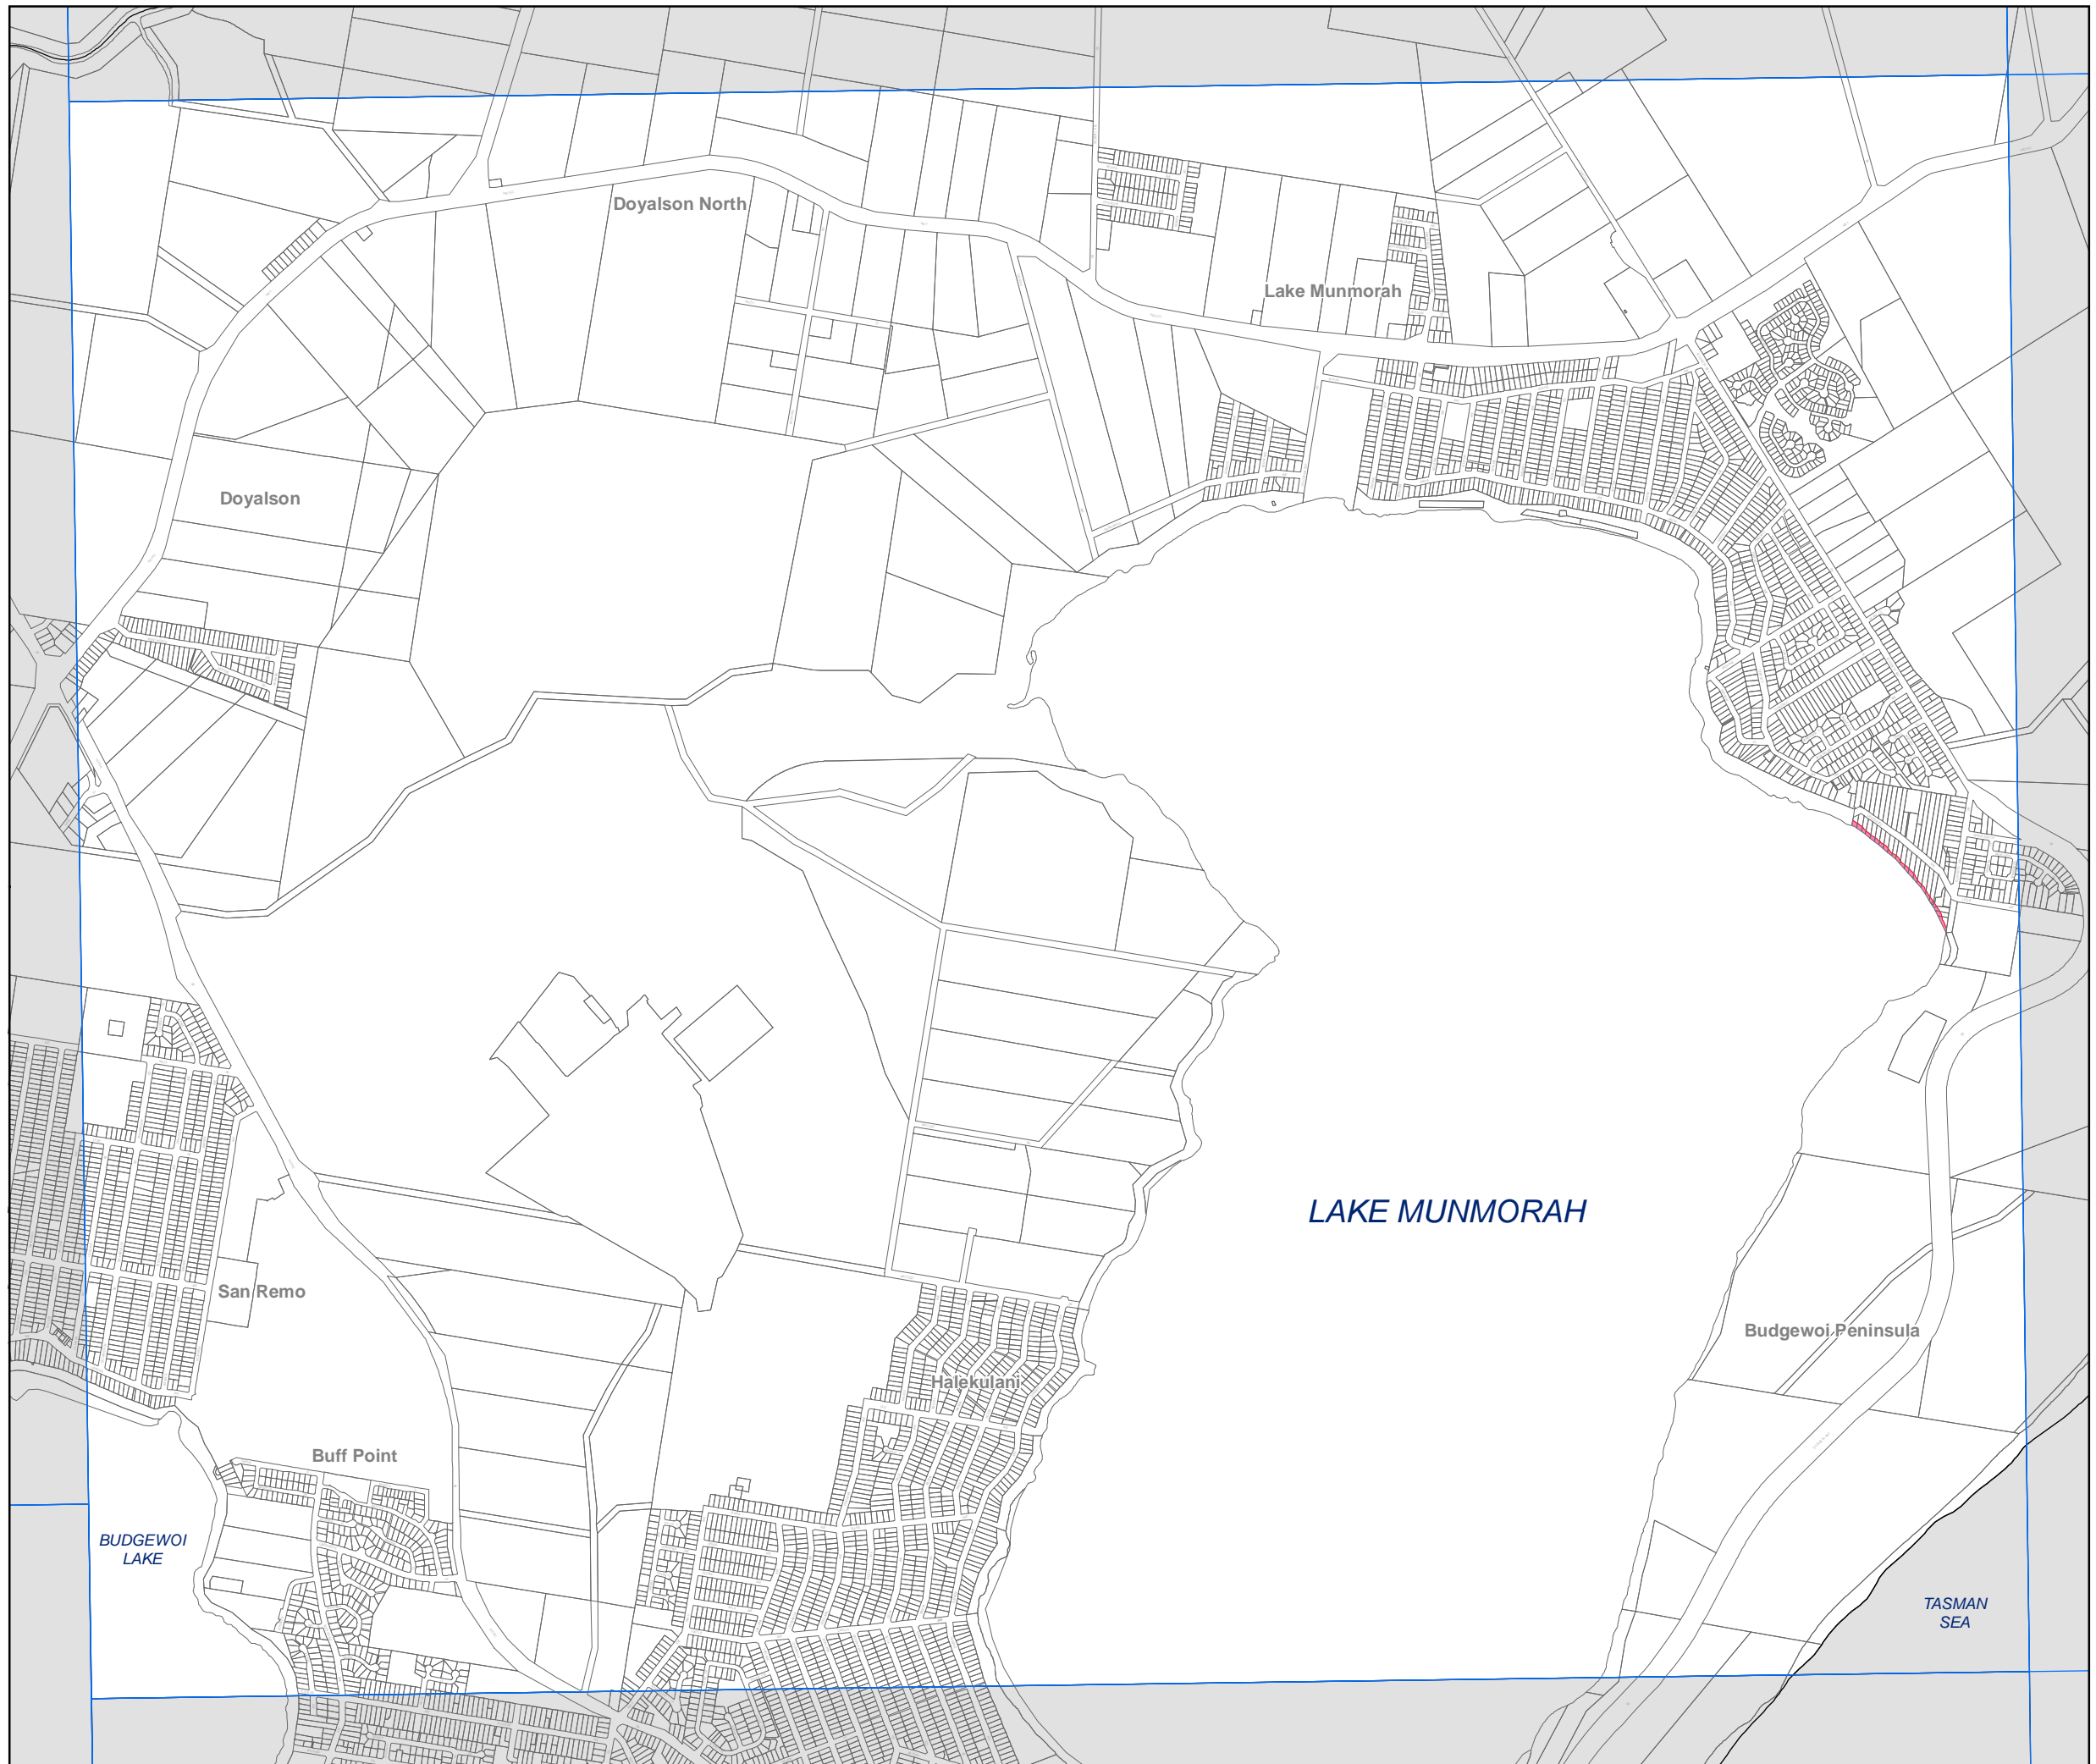 Doyalson North
Lake Munmorah
Doyalson
LAKE MUNMORAH
San Remo
Budgewoi Peninsula
Halekulani
Buff Point
BUDGEWOI
LAKE
TASMAN
SEA